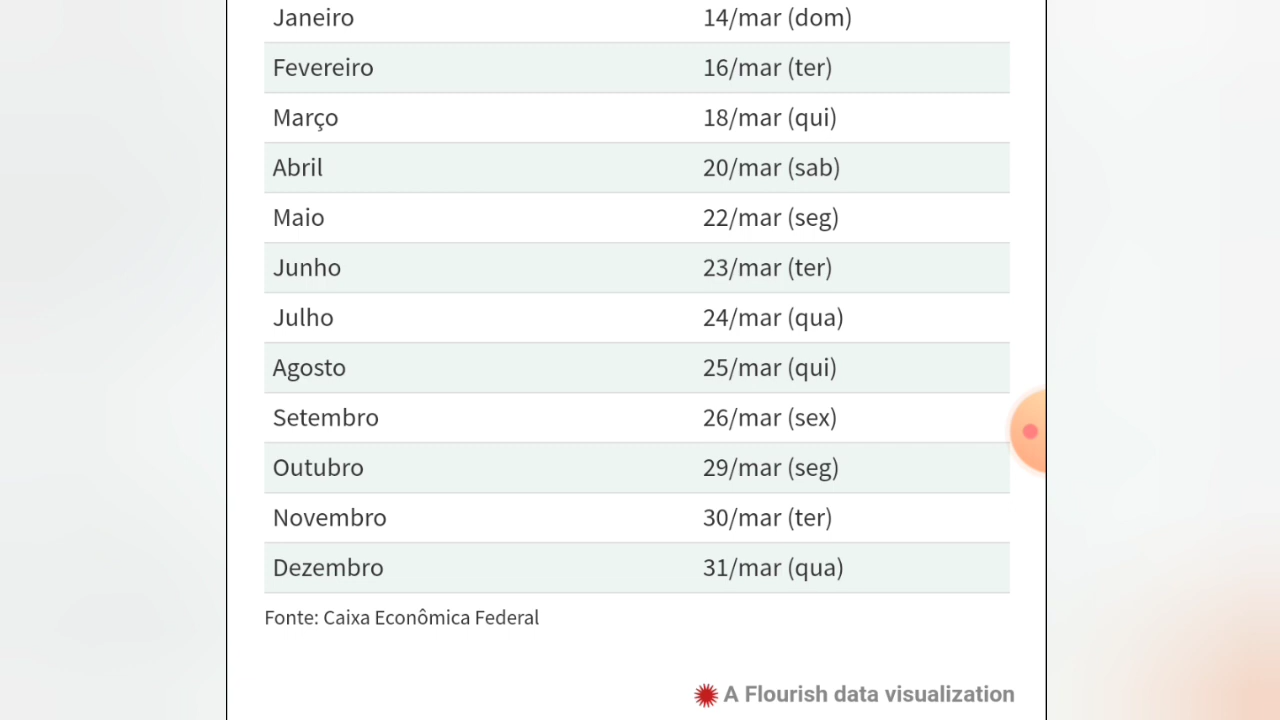 Janeiro 14/mar (dom)
Fevereiro 16/mar (ter)
Março 18/mar (qui)
Abril 20/mar (sab)
Maio 22/mar (seg)
Junho 23/mar (ter)
Julho 24/mar (qua)
Agosto 25/mar (qui)
Setembro 26/mar (sex)
Outubro 29/mar (seg)
Novembro 30/mar (ter)
Dezembro 31/mar (qua)
Fonte: Caixa Econômica Federal
A Flourish data visualization